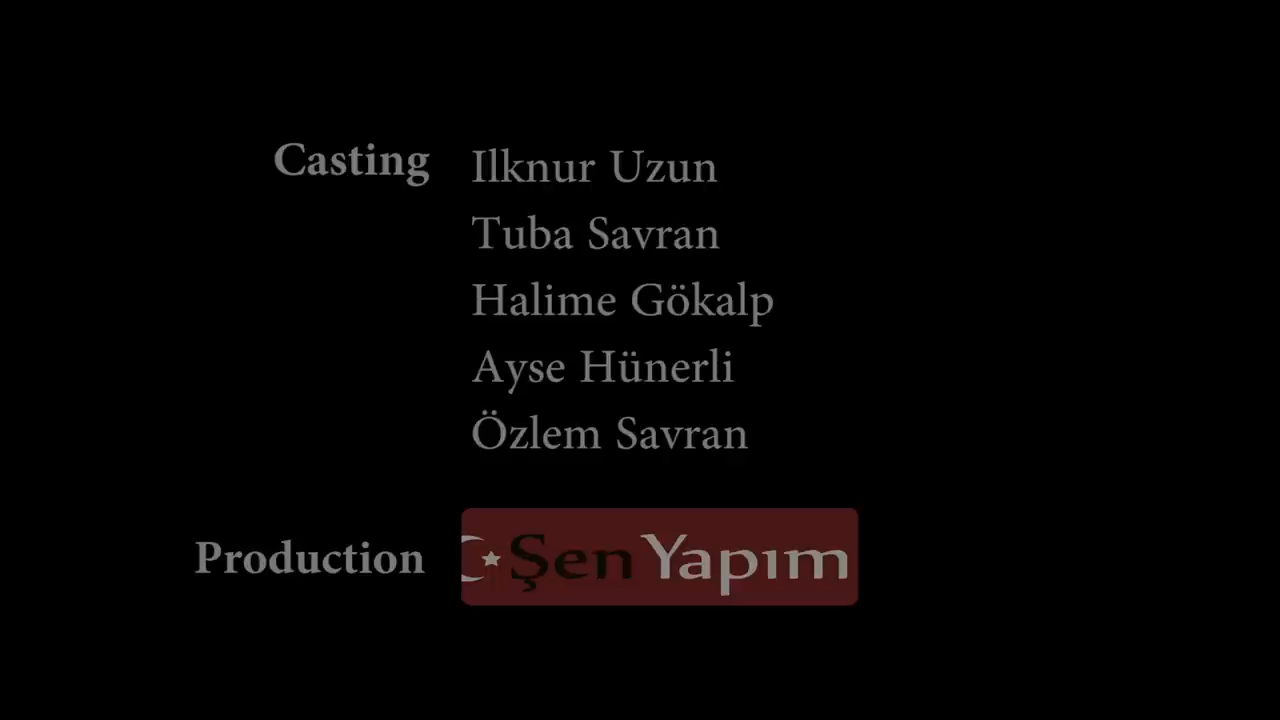 Casting Ilknur Uzun
Tuba Savran
Halime Gökalp
Ayse Hünerli
Özlem Savran
Production Şen Yapım